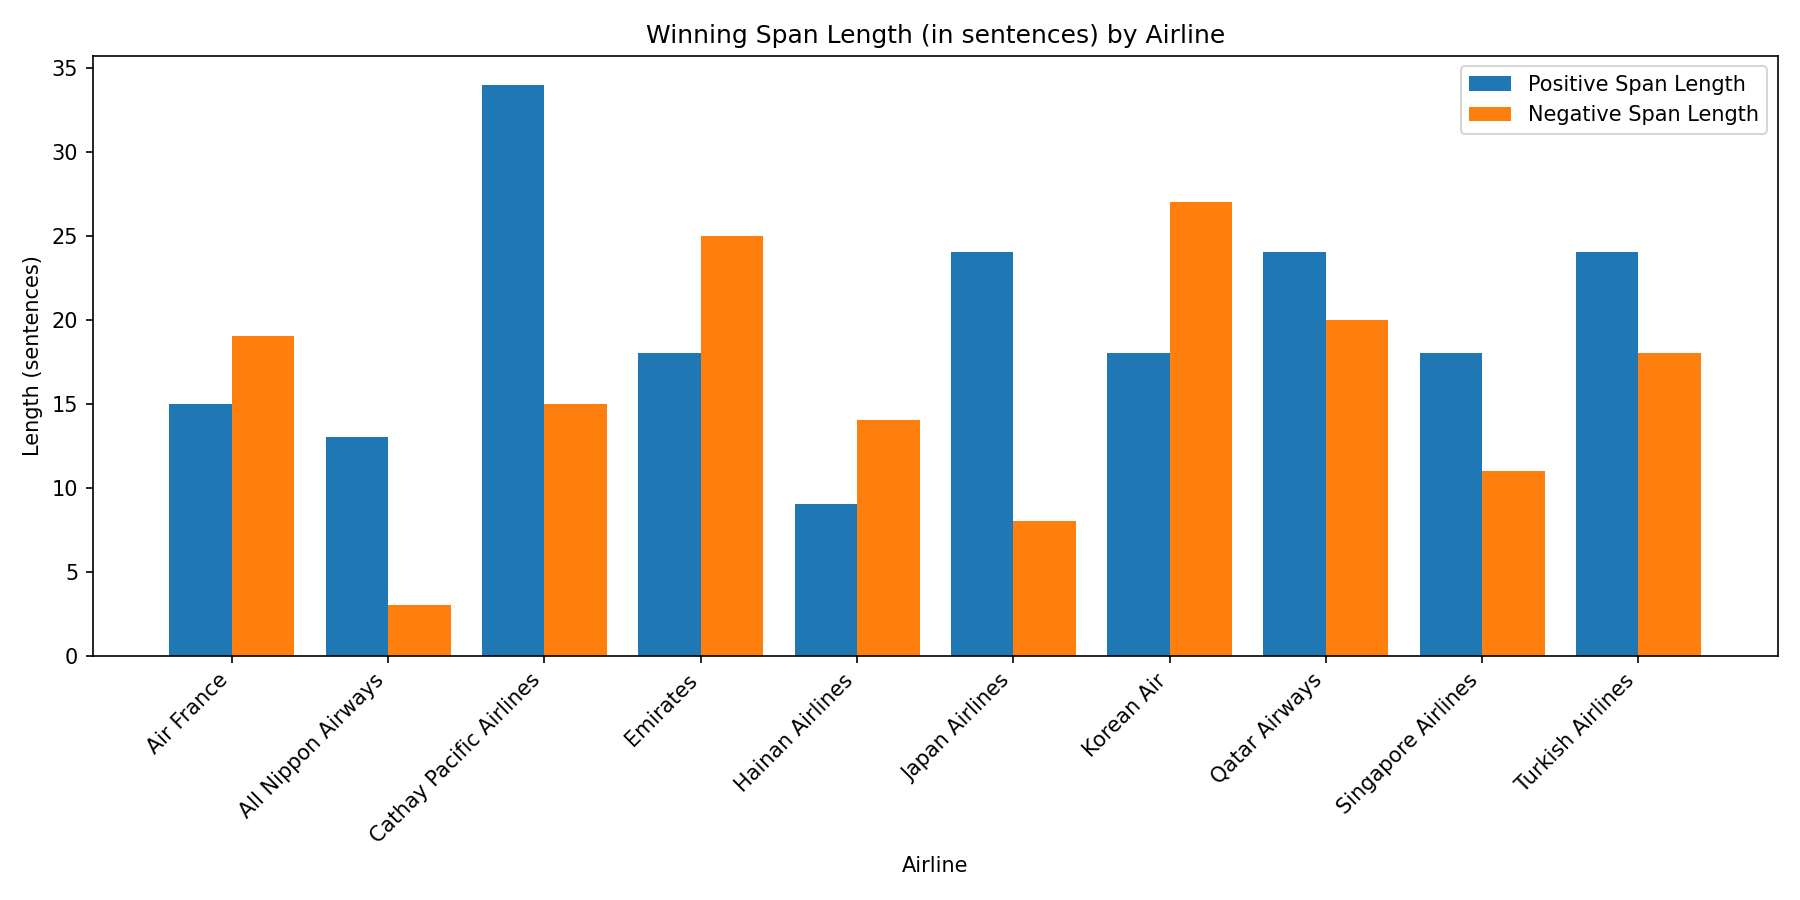 Winning Span Length (in sentences) by Airline
Positive Span Length
Negative Span Length
Length (sentences)
35
30
25
20
15
10
5
0
Air France
All Nippon Airways
Cathay Pacific Airlines
Emirates
Hainan Airlines
Japan Airlines
Korean Air
Qatar Airways
Singapore Airlines
Turkish Airlines
Airline